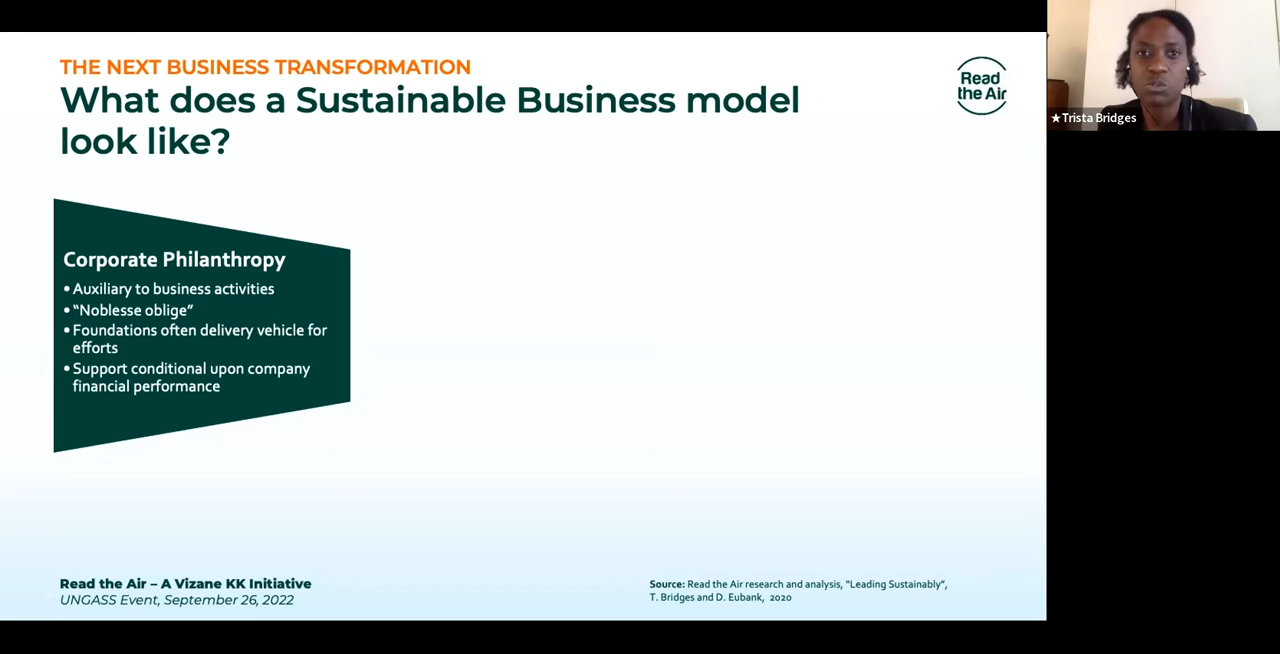 THE NEXT BUSINESS TRANSFORMATION
What does a Sustainable Business model
look like?
Read
the Air
★Trista Bridges
Corporate Philanthropy
•Auxiliary to business activities
•“Noblesse oblige”
•Foundations often delivery vehicle for
efforts
•Support conditional upon company
financial performance
Read the Air – A Vizane KK Initiative
UNGASS Event, September 26, 2022
Source: Read the Air research and analysis, “Leading Sustainably”,
T. Bridges and D. Eubank, 2020